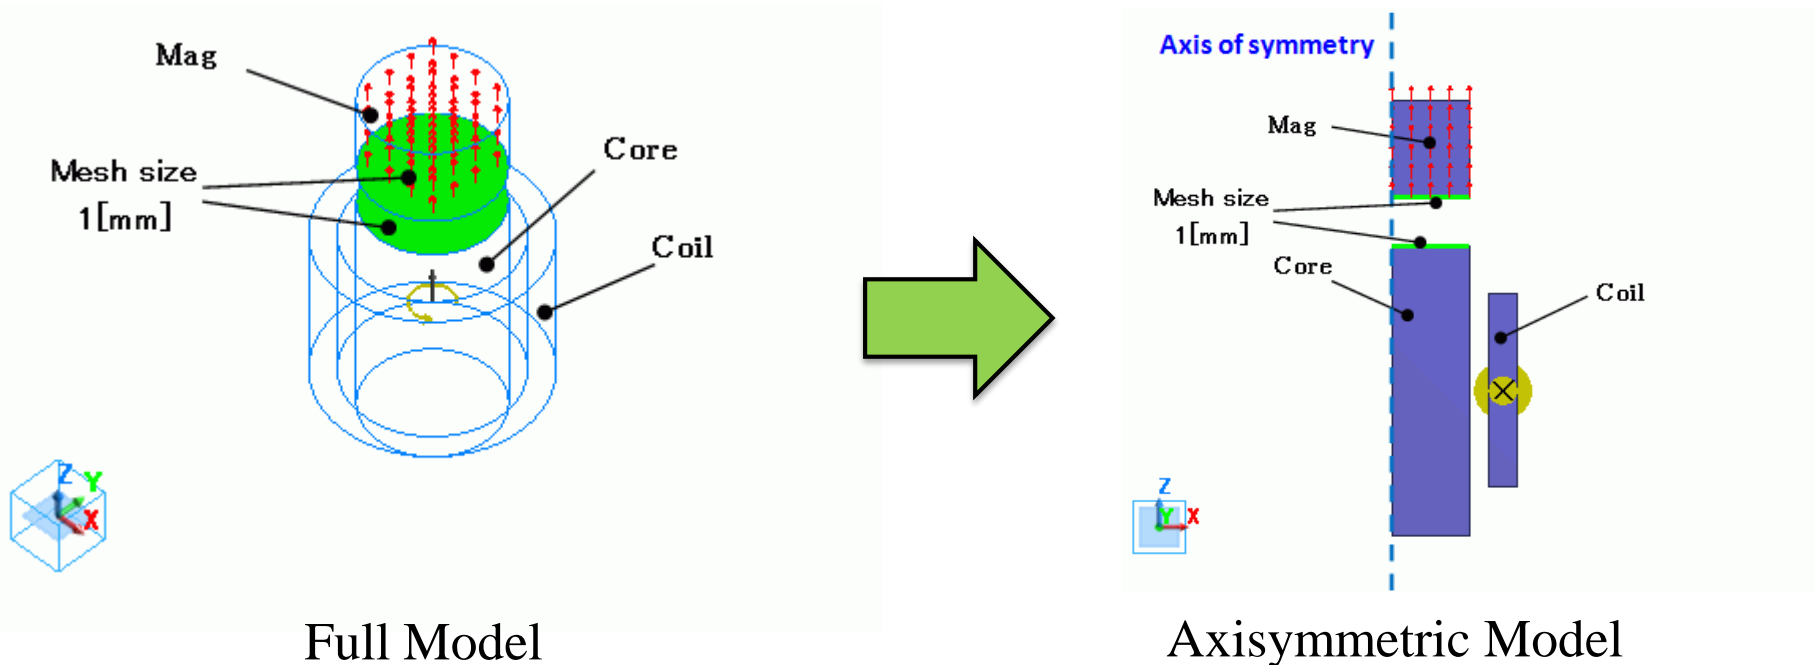 Mag
Core
Mesh size
1[mm]
Coil
Z
Y
X
Full Model
Axis of symmetry
Mag
Mesh size
1[mm]
Core
Coil
Z
Y
X
Axisymmetric Model